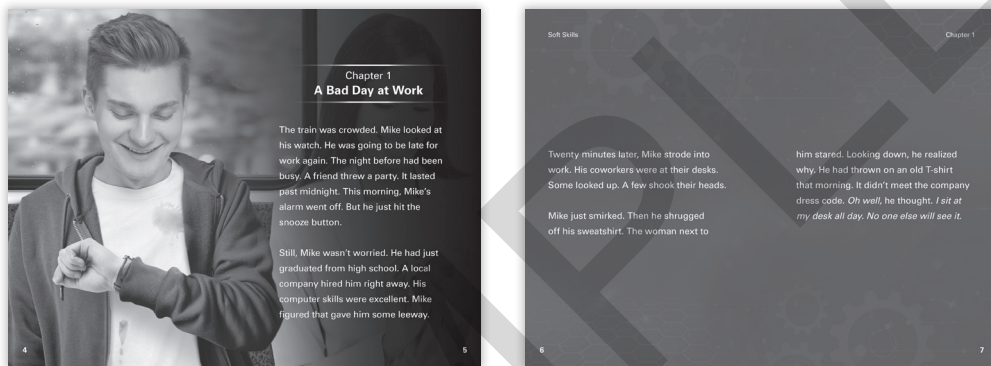 Chapter 1
A Bad Day at Work
The train was crowded. Mike looked at
his watch. He was going to be late for
work again. The night before had been
busy. A friend threw a party. It lasted
past midnight. This morning, Mike's
alarm went off. But he just hit the
snooze button.
Still, Mike wasn't worried. He had just
graduated from high school. A local
company hired him right away. His
computer skills were excellent. Mike
figured that gave him some leeway.
4
5
Soft Skills
Chapter 1
Twenty minutes later, Mike strode into
work. His coworkers were at their desks.
Some looked up. A few shook their heads.
Mike just smirked. Then he shrugged
off his sweatshirt. The woman next to
him stared. Looking down, he realized
why. He had thrown on an old T-shirt
that morning. It didn't meet the company
dress code. Oh well, he thought. I sit at
my desk all day. No one else will see it.
6
7